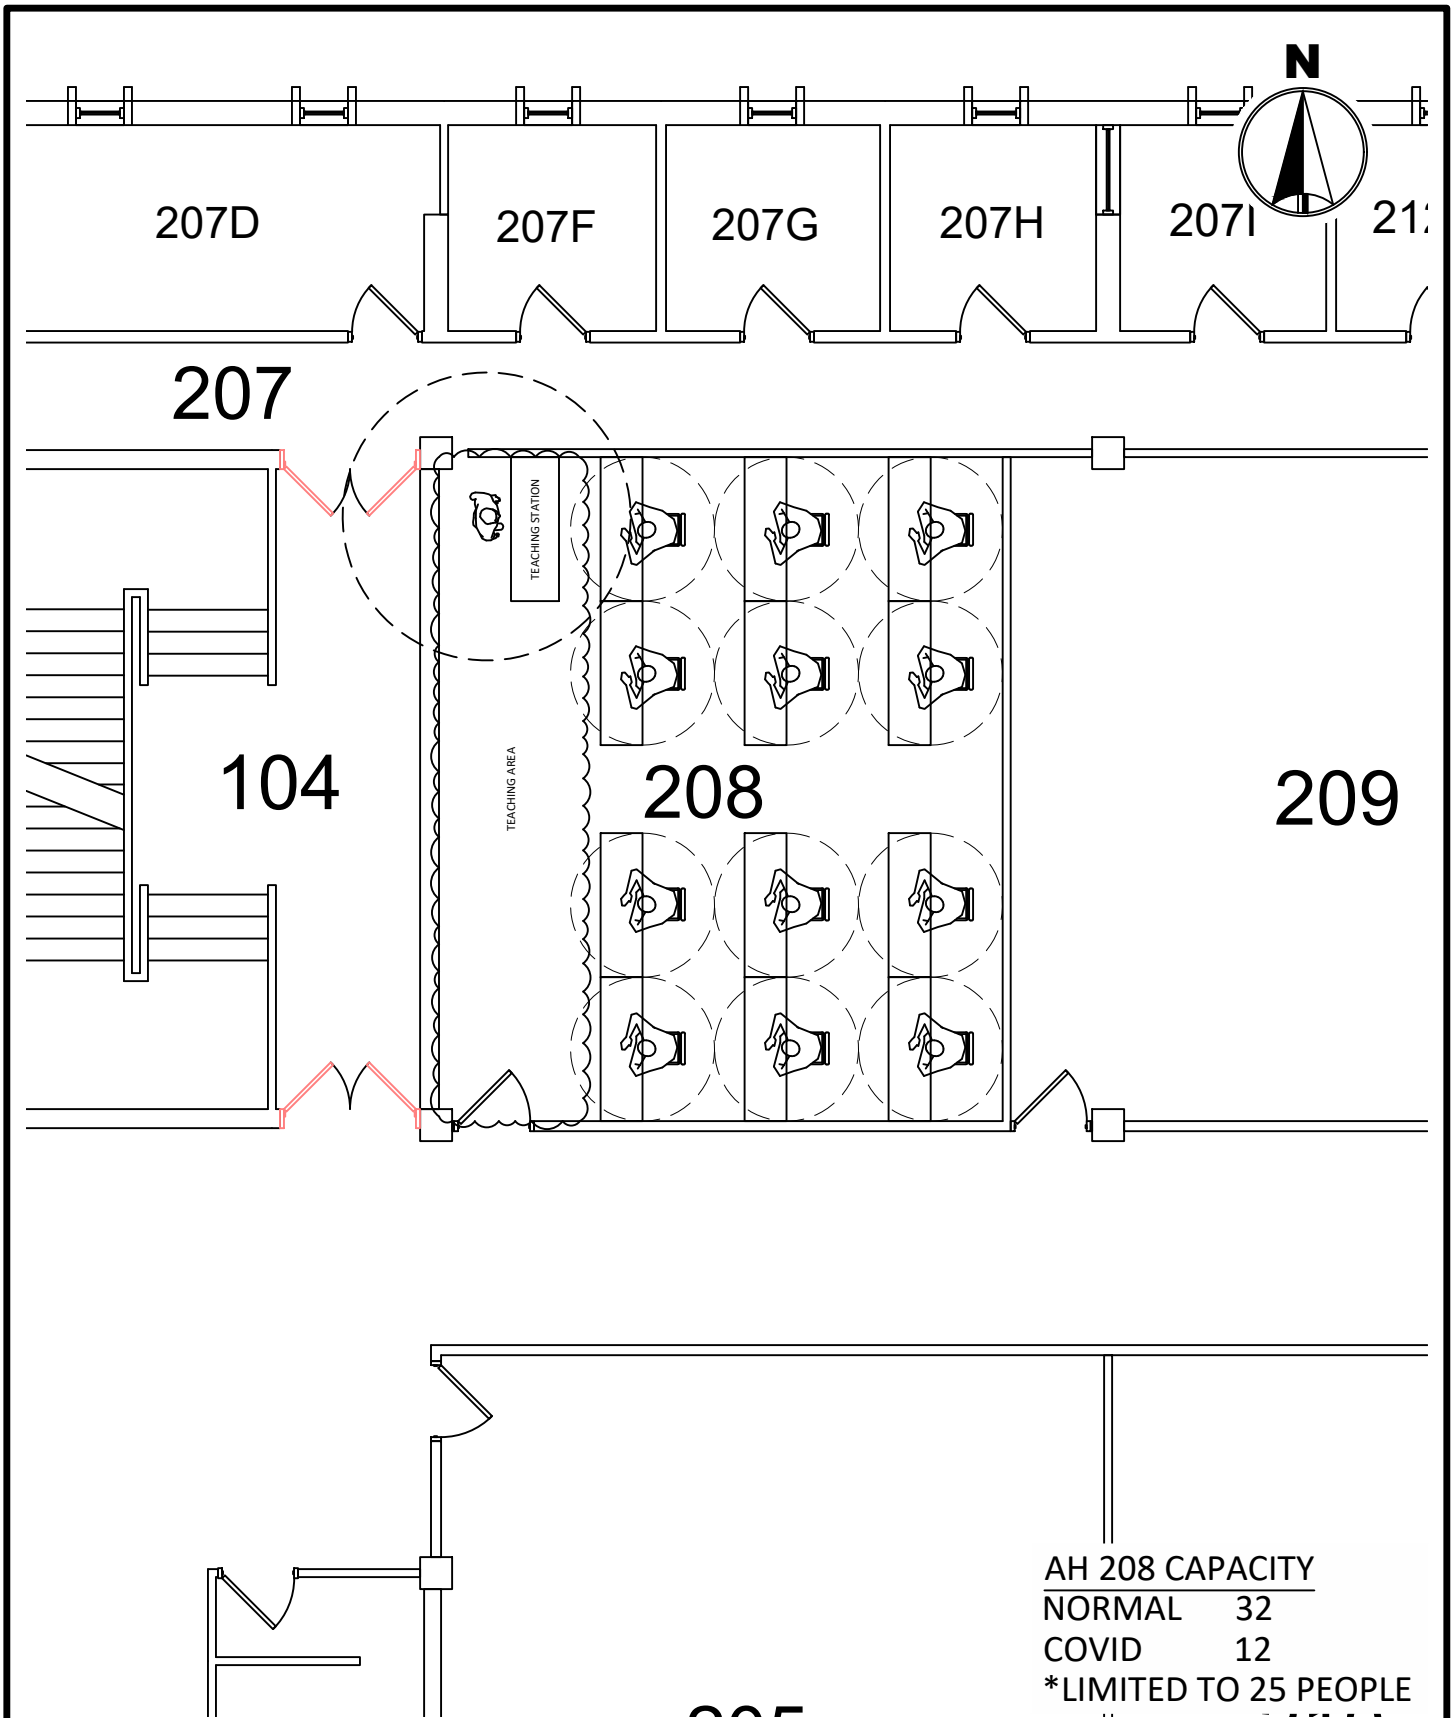 N
207D
207F
207G
207H
207I
207
TEACHING STATION
104
TEACHING AREA
208
209
AH 208 CAPACITY
NORMAL 32
COVID 12
*LIMITED TO 25 PEOPLE